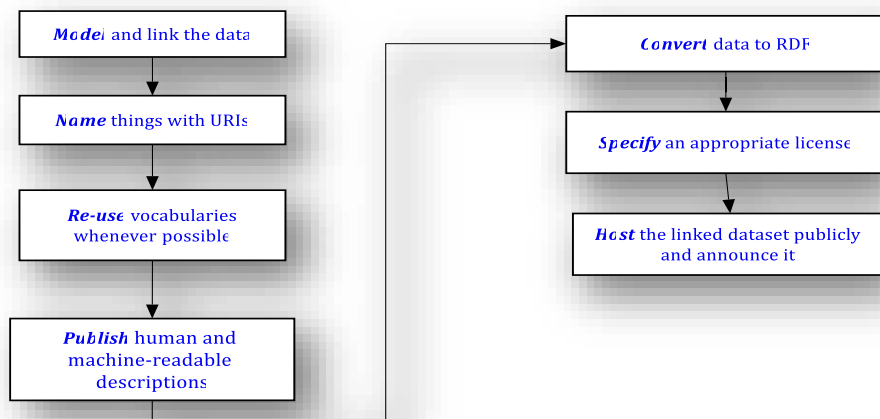 Model and link the data
Name things with URIs
Re-use vocabularies
whenever possible
Publish human and
machine-readable
descriptions
Convert data to RDF
Specify an appropriate license
Host the linked dataset publicly
and announce it